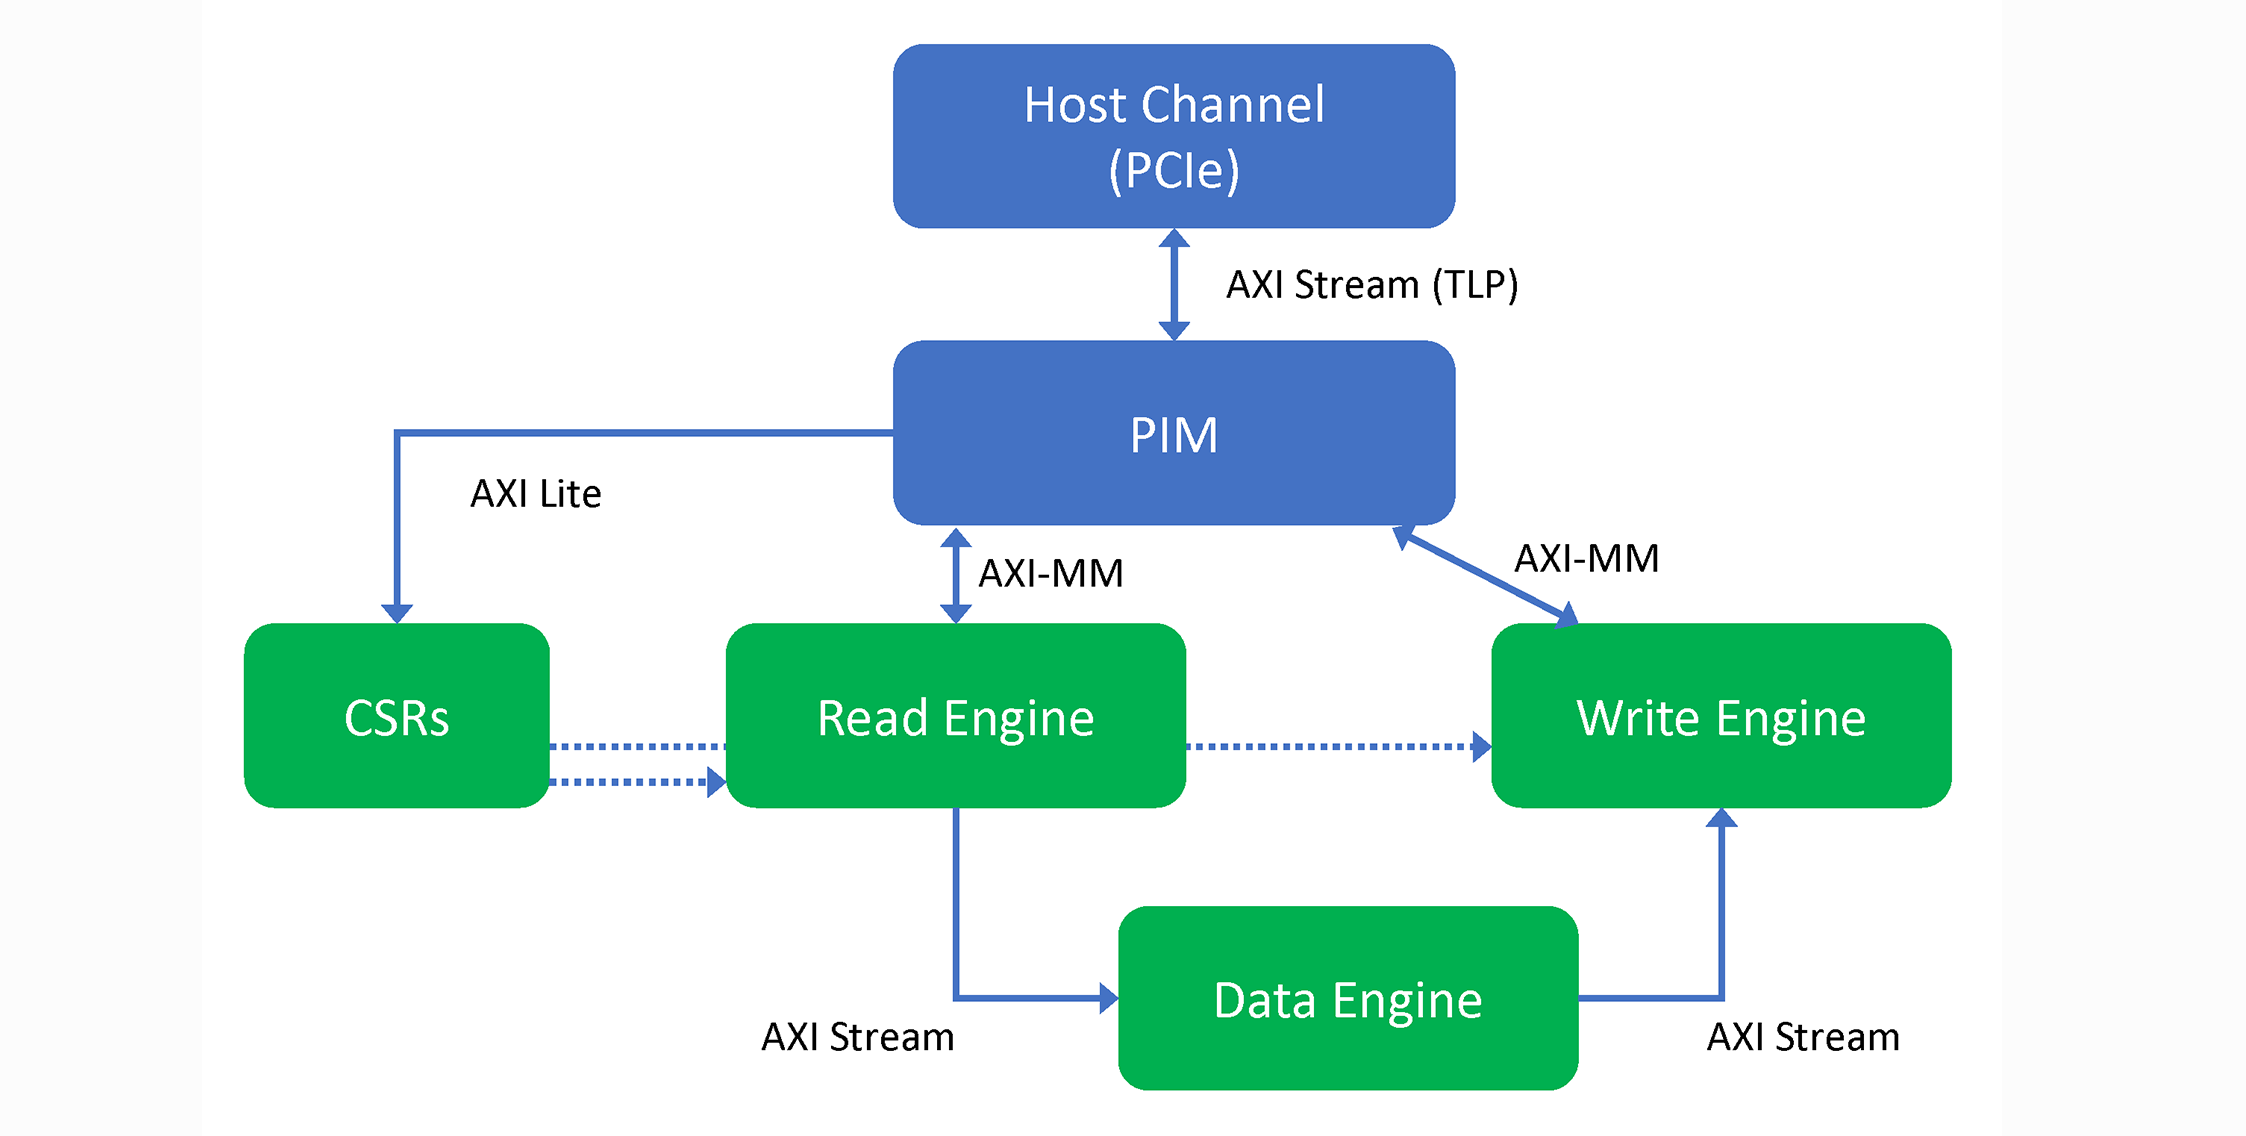 Host Channel
(PCIe)
AXI Stream (TLP)
PIM
AXI Lite
AXI-MM
AXI-MM
CSRs
Read Engine
Write Engine
Data Engine
AXI Stream
AXI Stream